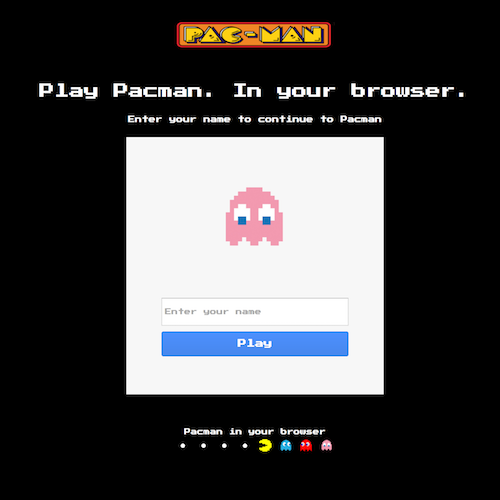 PAC-MAN
Play Pacman. In your browser.
Enter your name to continue to Pacman
Enter your name
Play
Pacman in your browser